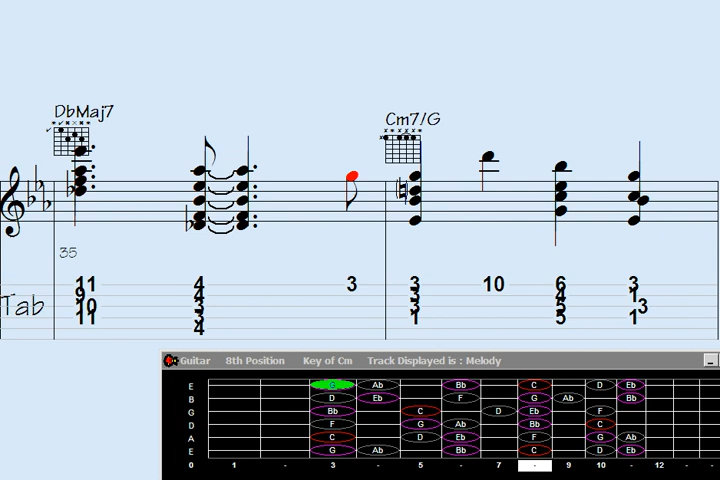 DbMaj7 Cm7/G
35
11 4 3 3 10 6 3
9 4 3 4 1
Tab 10 3 3 5 3
11 3 1 5 1
4
Guitar 8th Position Key of Cm Track Displayed is : Melody
E G Ab Bb C D Eb
B D Eb F G Ab Bb
G Bb C D Eb F
D F G Ab Bb C
A C D Eb F G Ab
E G Ab Bb C D Eb
0 1 - 3 - 5 - 7 - 9 10 - 12 - -